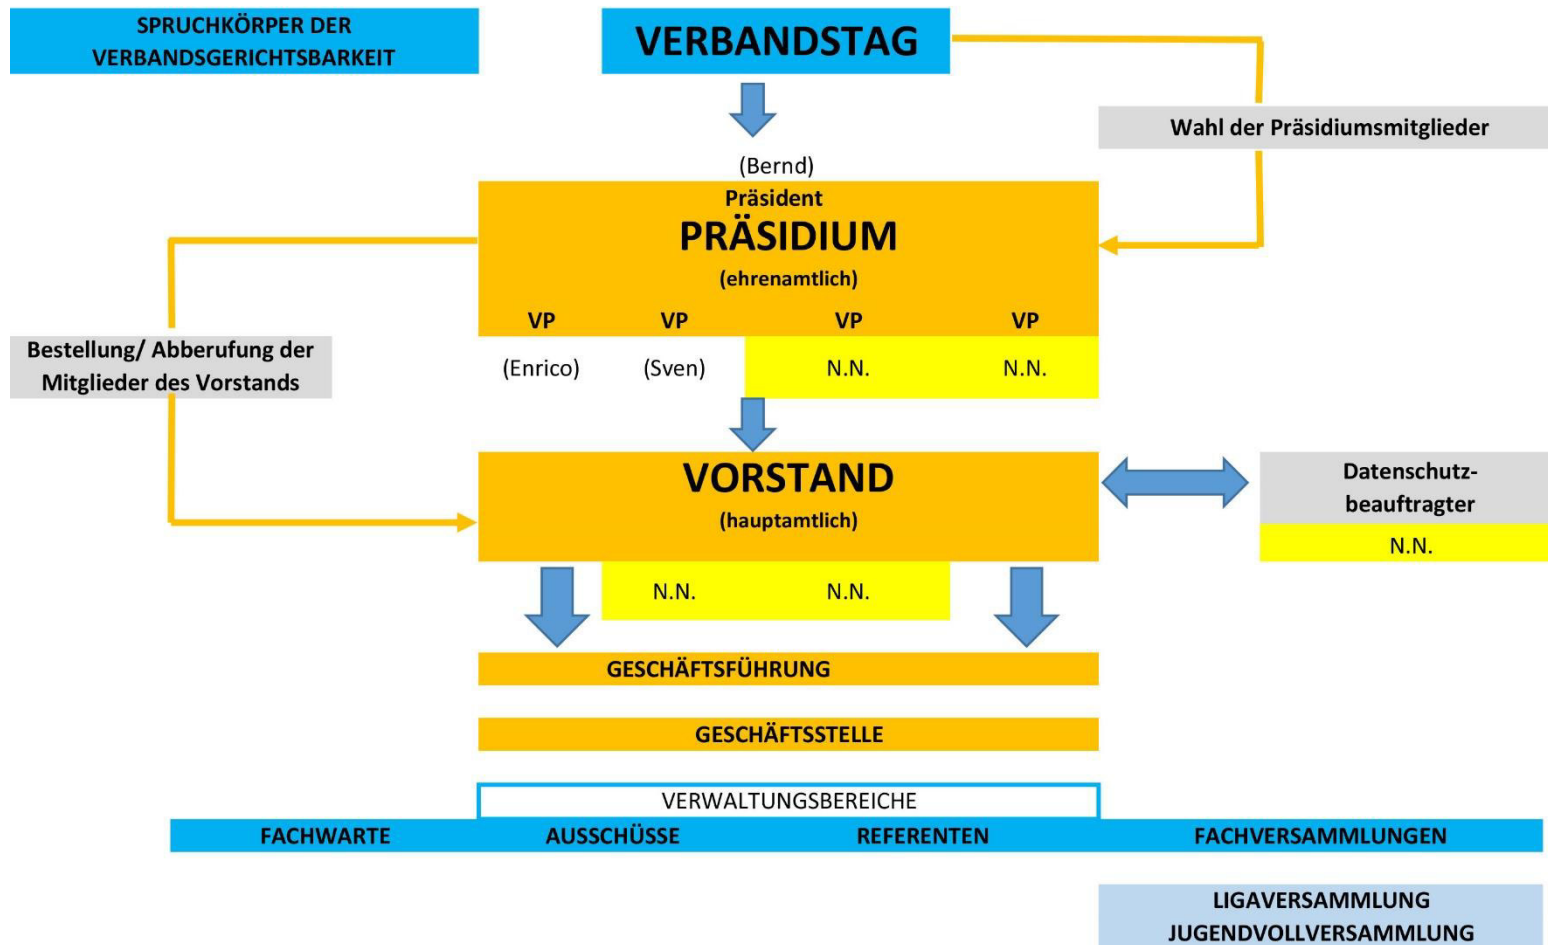 SPRUCHKÖRPER DER
VERBANDSGERICHTSBARKEIT
VERBANDSTAG
Wahl der Präsidiumsmitglieder
(Bernd)
Präsident
PRÄSIDIUM
(ehrenamtlich)
VP VP VP VP
Bestellung/ Abberufung der
Mitglieder des Vorstands
(Enrico) (Sven) N.N. N.N.
VORSTAND
(hauptamtlich)
Datenschutz-
beauftragter
N.N.
N.N. N.N.
GESCHÄFTSFÜHRUNG
GESCHÄFTSSTELLE
VERWALTUNGSBEREICHE
FACHWARTE AUSSCHÜSSE REFERENTEN FACHVERSAMMLUNGEN
LIGAVERSAMMLUNG
JUGENDVOLLVERSAMMLUNG